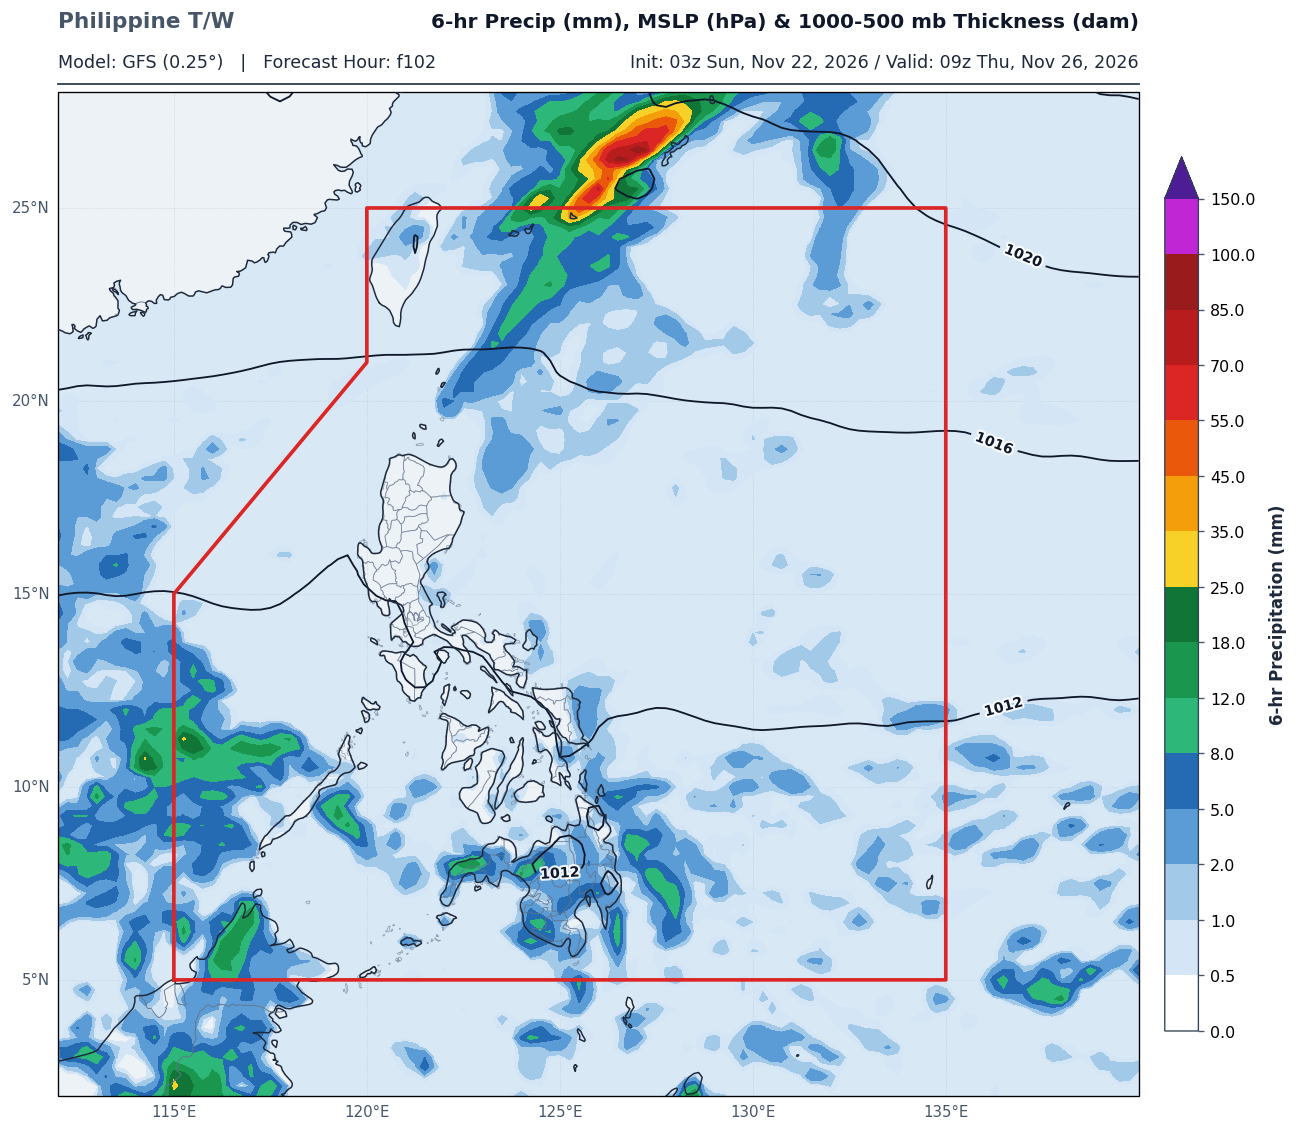 Philippine T/W
6-hr Precip (mm), MSLP (hPa) & 1000-500 mb Thickness (dam)
Model: GFS (0.25°) | Forecast Hour: f102
Init: 03z Sun, Nov 22, 2026 / Valid: 09z Thu, Nov 26, 2026
25°N
20°N
15°N
10°N
5°N
115°E
120°E
125°E
130°E
135°E
1020
1016
1012
1012
150.0
100.0
85.0
70.0
55.0
45.0
35.0
25.0
18.0
12.0
8.0
5.0
2.0
1.0
0.5
0.0
6-hr Precipitation (mm)